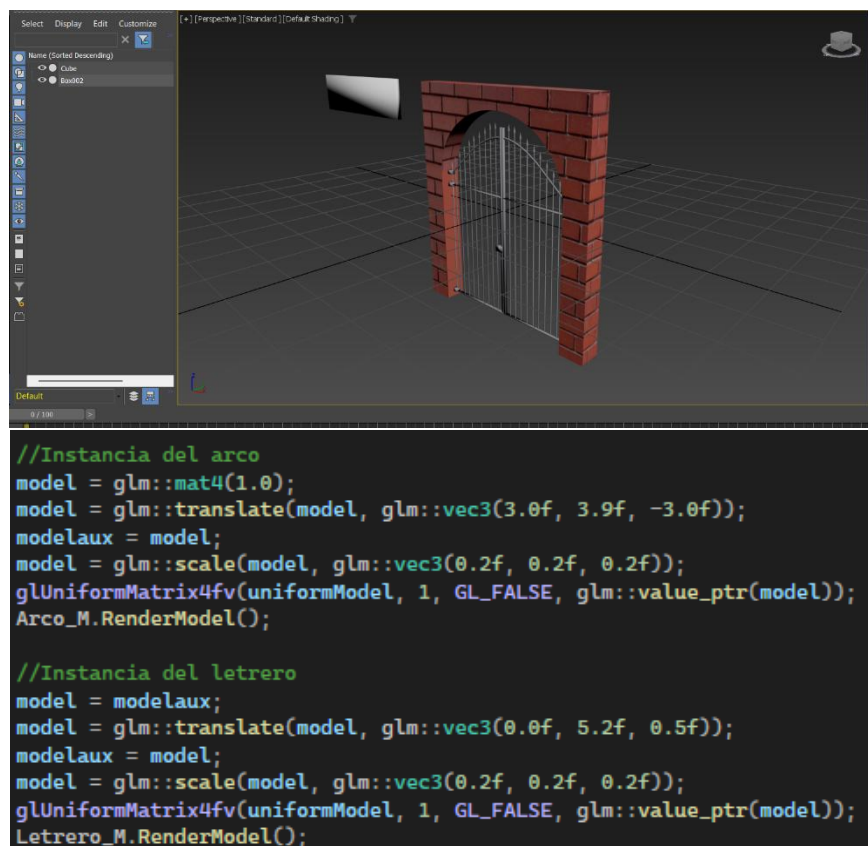 Select Display Edit Customize
[+] [Perspective] [Standard] [Default Shading]
Name (Sorted Descending)
Cube
Box002
Default
0 / 100
//Instancia del arco
model = glm::mat4(1.0);
model = glm::translate(model, glm::vec3(3.0f, 3.9f, -3.0f));
modelaux = model;
model = glm::scale(model, glm::vec3(0.2f, 0.2f, 0.2f));
glUniformMatrix4fv(uniformModel, 1, GL_FALSE, glm::value_ptr(model));
Arco_M.RenderModel();
//Instancia del letrero
model = modelaux;
model = glm::translate(model, glm::vec3(0.0f, 5.2f, 0.5f));
modelaux = model;
model = glm::scale(model, glm::vec3(0.2f, 0.2f, 0.2f));
glUniformMatrix4fv(uniformModel, 1, GL_FALSE, glm::value_ptr(model));
Letrero_M.RenderModel();